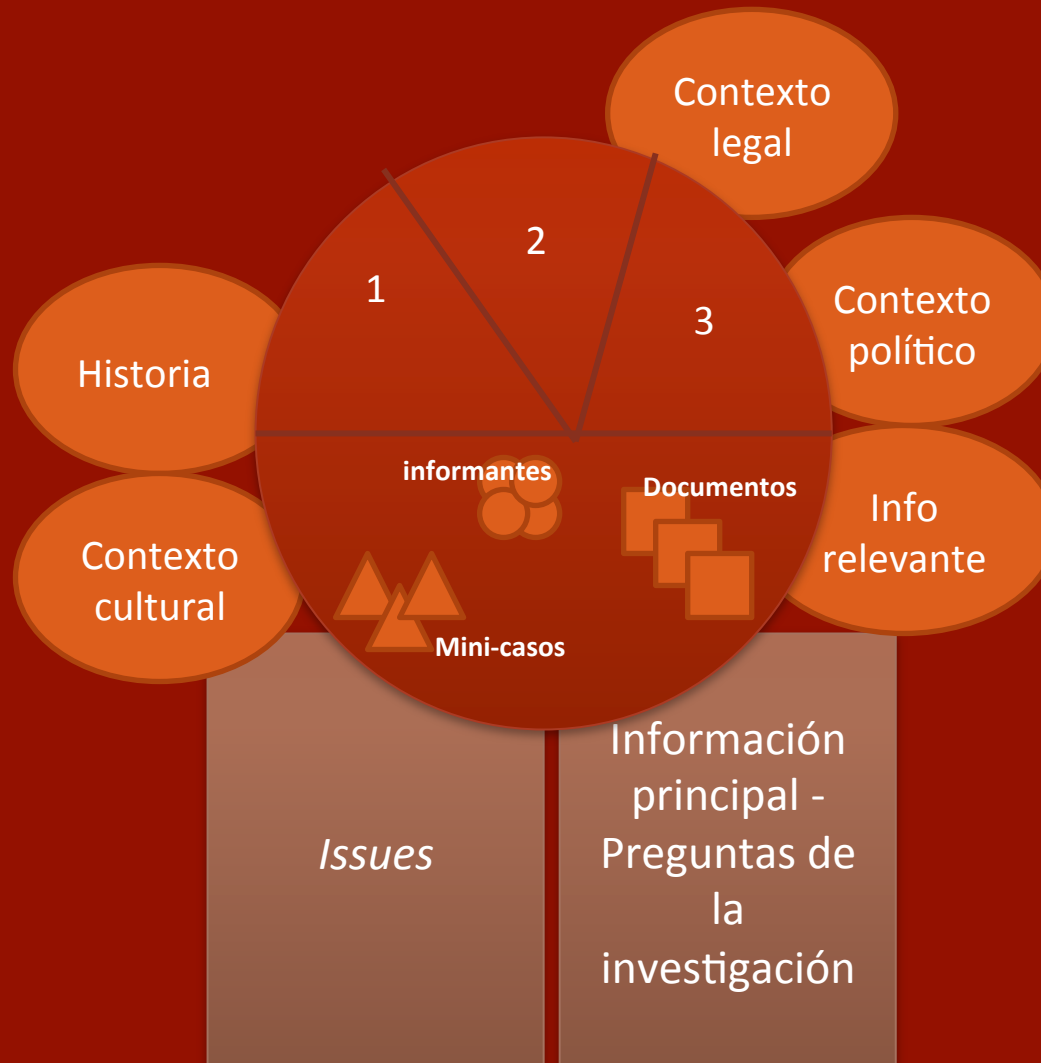 Contexto
legal
2
1
3
Contexto
político
Historia
informantes
Documentos
Info
relevante
Contexto
cultural
Mini-casos
Issues
Información
principal -
Preguntas de
la
investigación